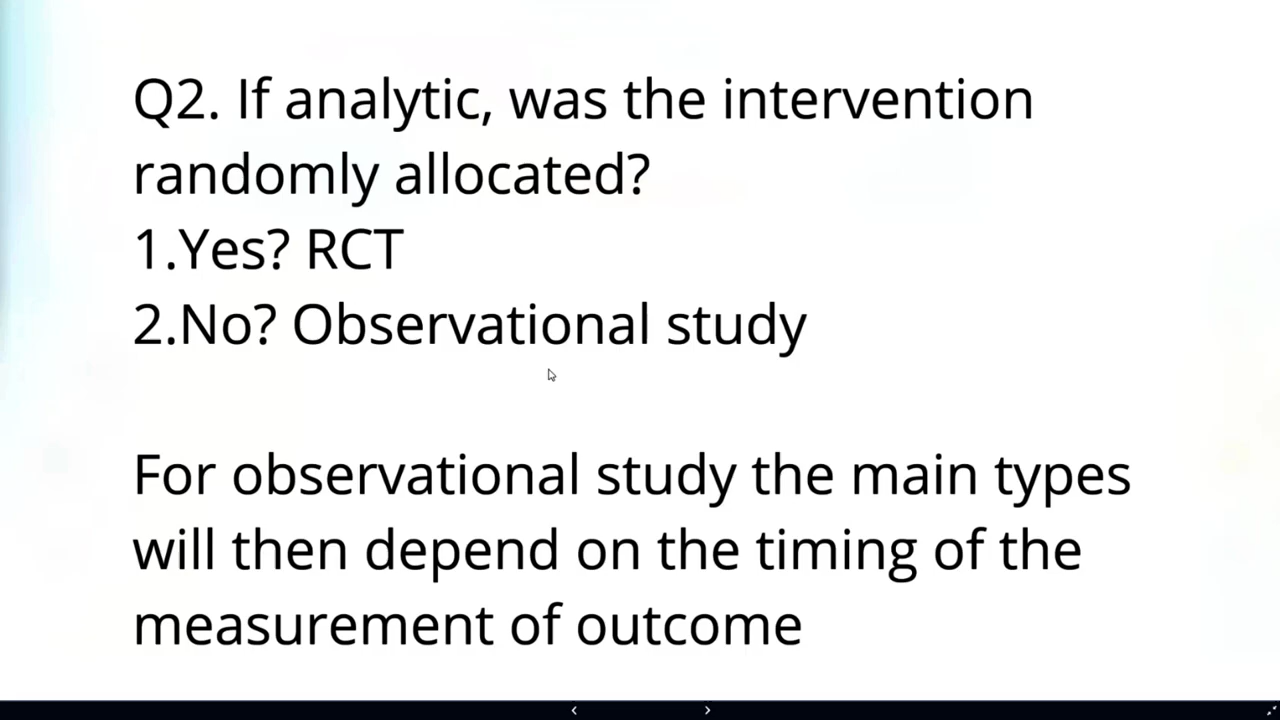 Q2. If analytic, was the intervention
randomly allocated?
1.Yes? RCT
2.No? Observational study
For observational study the main types
will then depend on the timing of the
measurement of outcome